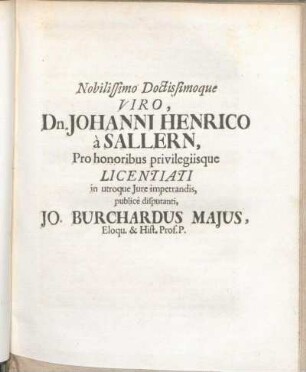 Nobilissimo Doctissimoque
VIRO,
Dn. JOHANNI HENRICO
à SALLERN,
Pro honoribus privilegiisque
LICENTIATI
in utroque Jure impetrandis,
publicè disputanti,
JO. BURCHARDUS MAJUS,
Eloqu. & Hist. Prof. P.